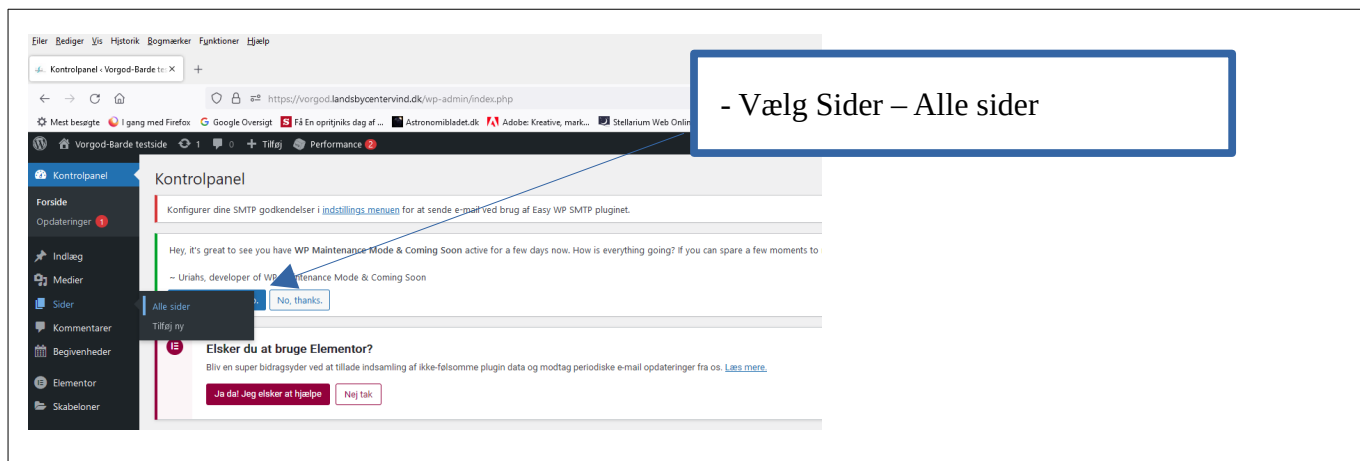 Filer Rediger Vis Historik Bogmærker Funktioner Hjælp
Kontrolpanel ‹ Vorgod-Barde te
https://vorgod.landsbycentervind.dk/wp-admin/index.php
Mest besøgte I gang med Firefox Google Oversigt Få En opritjniks dag af ... Astronomibladet.dk Adobe: Kreative, mark... Stellarium Web Onlin
- Vælg Sider – Alle sider
Vorgod-Barde testside 1 0 Tilføj Performance 2
Kontrolpanel
Forside
Opdateringer 1
Indlæg
Medier
Sider
Alle sider
Tilføj ny
Kommentarer
Begivenheder
Elementor
Skabeloner
Kontrolpanel
Konfigurer dine SMTP godkendelser i indstillings menuen for at sende e-mail ved brug af Easy WP SMTP pluginet.
Hey, it's great to see you have WP Maintenance Mode & Coming Soon active for a few days now. How is everything going? If you can spare a few moments to
~ Uriahs, developer of WP Maintenance Mode & Coming Soon
No, thanks.
Elsker du at bruge Elementor?
Bliv en super bidragsyder ved at tillade indsamling af ikke-følsomme plugin data og modtag periodiske e-mail opdateringer fra os. Læs mere.
Ja da! Jeg elsker at hjælpe Nej tak